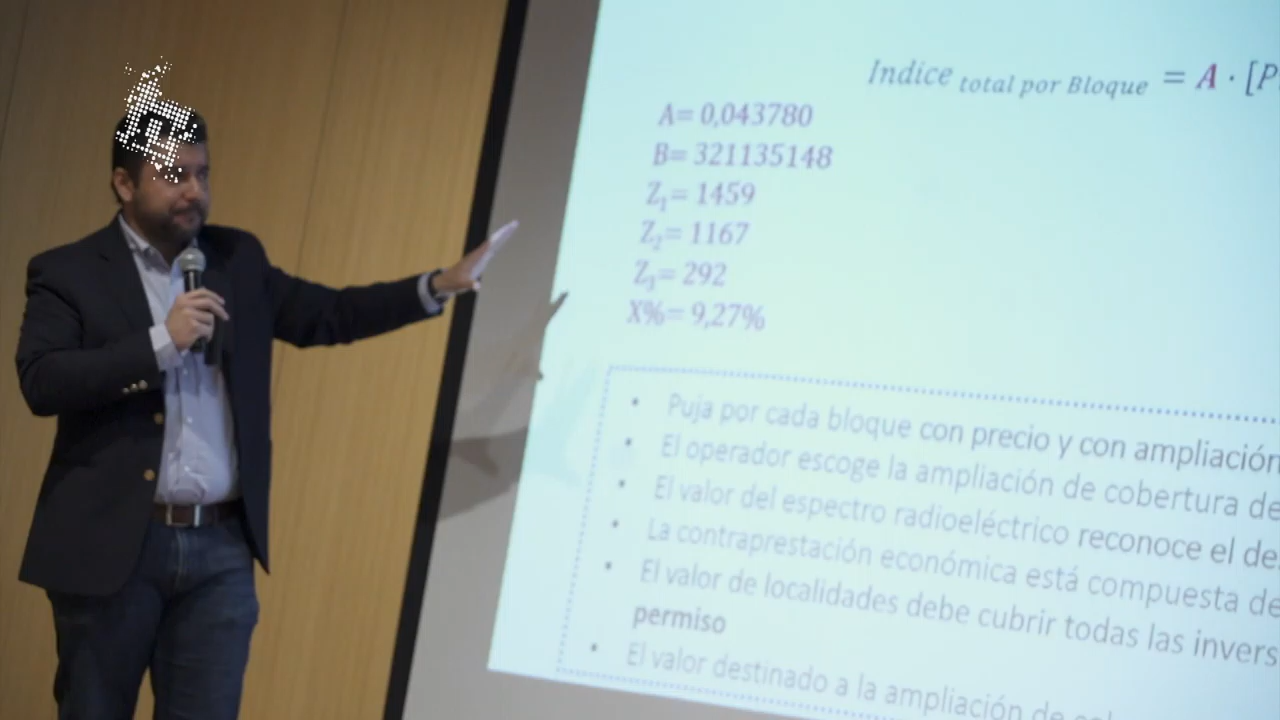 Indice total por Bloque = A · [P
A= 0,043780
B= 321135148
Z₁= 1459
Z₂= 1167
Z₃= 292
X%= 9,27%
• Puja por cada bloque con precio y con ampliación
• El operador escoge la ampliación de cobertura de
• El valor del espectro radioeléctrico reconoce el de
• La contraprestación económica está compuesta de
• El valor de localidades debe cubrir todas las invers
permiso
• El valor destinado a la ampliación de